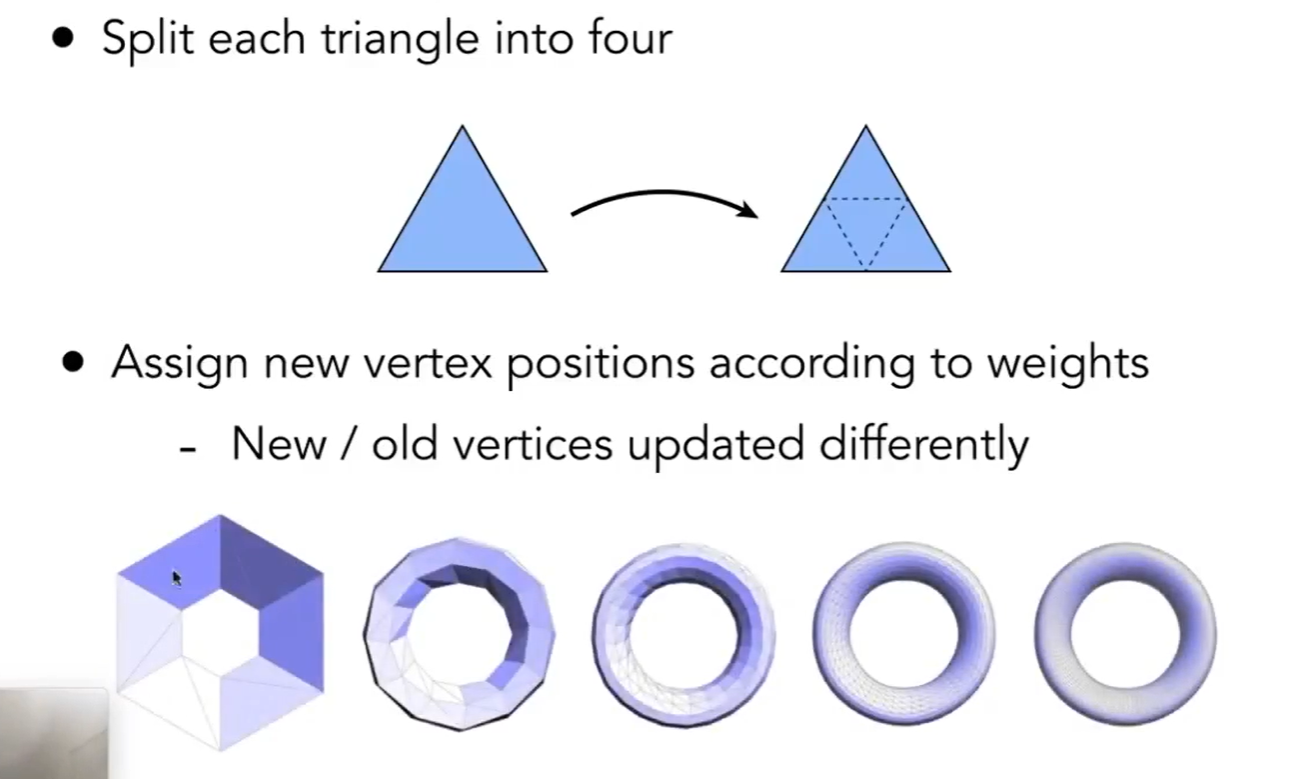 • Split each triangle into four
• Assign new vertex positions according to weights
- New / old vertices updated differently